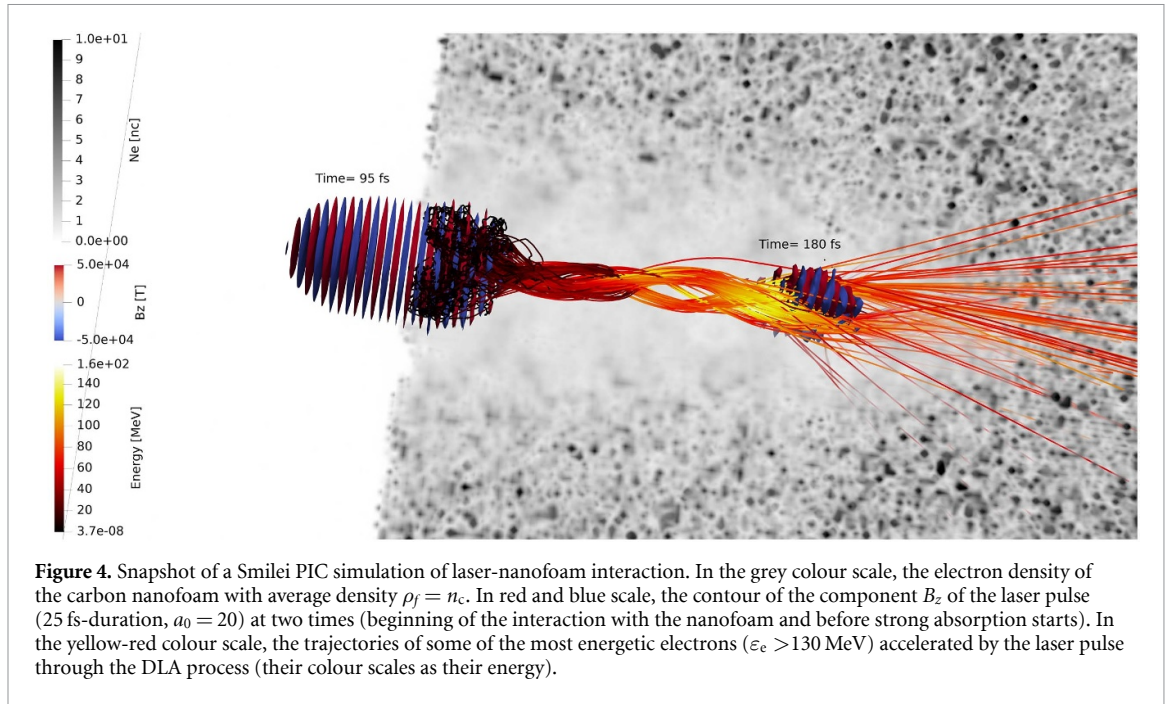 1.0e+01
9
8
7
6
5
4
3
2
1
0.0e+00
Ne [nc]
5.0e+04
0
-5.0e+04
Bz [T]
1.6e+02
140
120
100
80
60
40
20
3.7e-08
Energy [MeV]
Time= 95 fs
Time= 180 fs
Figure 4. Snapshot of a Smilei PIC simulation of laser-nanofoam interaction. In the grey colour scale, the electron density of
the carbon nanofoam with average density ρf = nc. In red and blue scale, the contour of the component Bz of the laser pulse
(25 fs-duration, a0 = 20) at two times (beginning of the interaction with the nanofoam and before strong absorption starts). In
the yellow-red colour scale, the trajectories of some of the most energetic electrons (εe >130 MeV) accelerated by the laser pulse
through the DLA process (their colour scales as their energy).